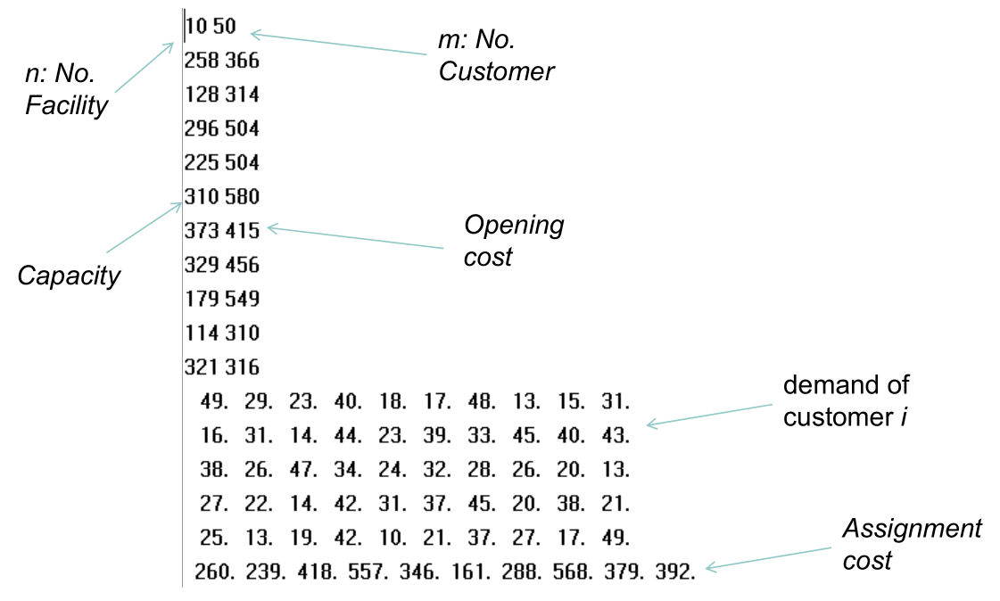 10 50
m: No.
Customer
n: No.
Facility
258 366
128 314
296 504
225 504
310 580
Capacity
373 415
Opening
cost
329 456
179 549
114 310
321 316
49. 29. 23. 40. 18. 17. 48. 13. 15. 31.
16. 31. 14. 44. 23. 39. 33. 45. 40. 43.
demand of
customer i
38. 26. 47. 34. 24. 32. 28. 26. 20. 13.
27. 22. 14. 42. 31. 37. 45. 20. 38. 21.
25. 13. 19. 42. 10. 21. 37. 27. 17. 49.
260. 239. 418. 557. 346. 161. 288. 568. 379. 392.
Assignment
cost